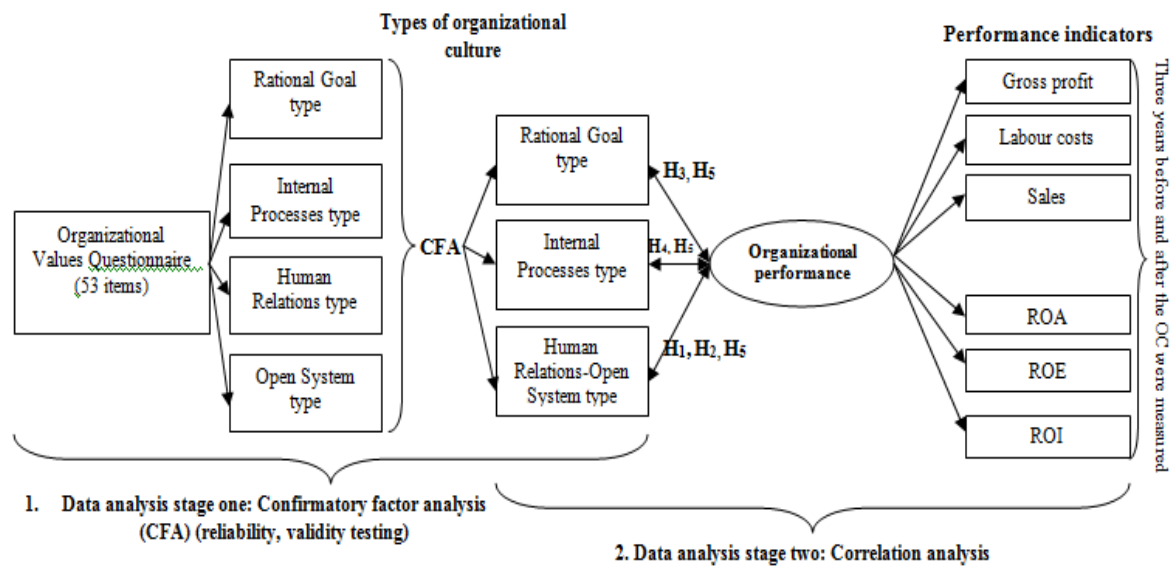 Types of organizational
culture
Performance indicators
Rational Goal
type
Internal
Processes type
Human
Relations type
Open System
type
Organizational
Values Questionnaire
(53 items)
CFA
Rational Goal
type
Internal
Processes type
Human
Relations-Open
System type
H3, H5
H4, H5
H1, H2, H5
Organizational
performance
Gross profit
Labour costs
Sales
ROA
ROE
ROI
Three years before and after the OC were measured
1. Data analysis stage one: Confirmatory factor analysis
(CFA) (reliability, validity testing)
2. Data analysis stage two: Correlation analysis